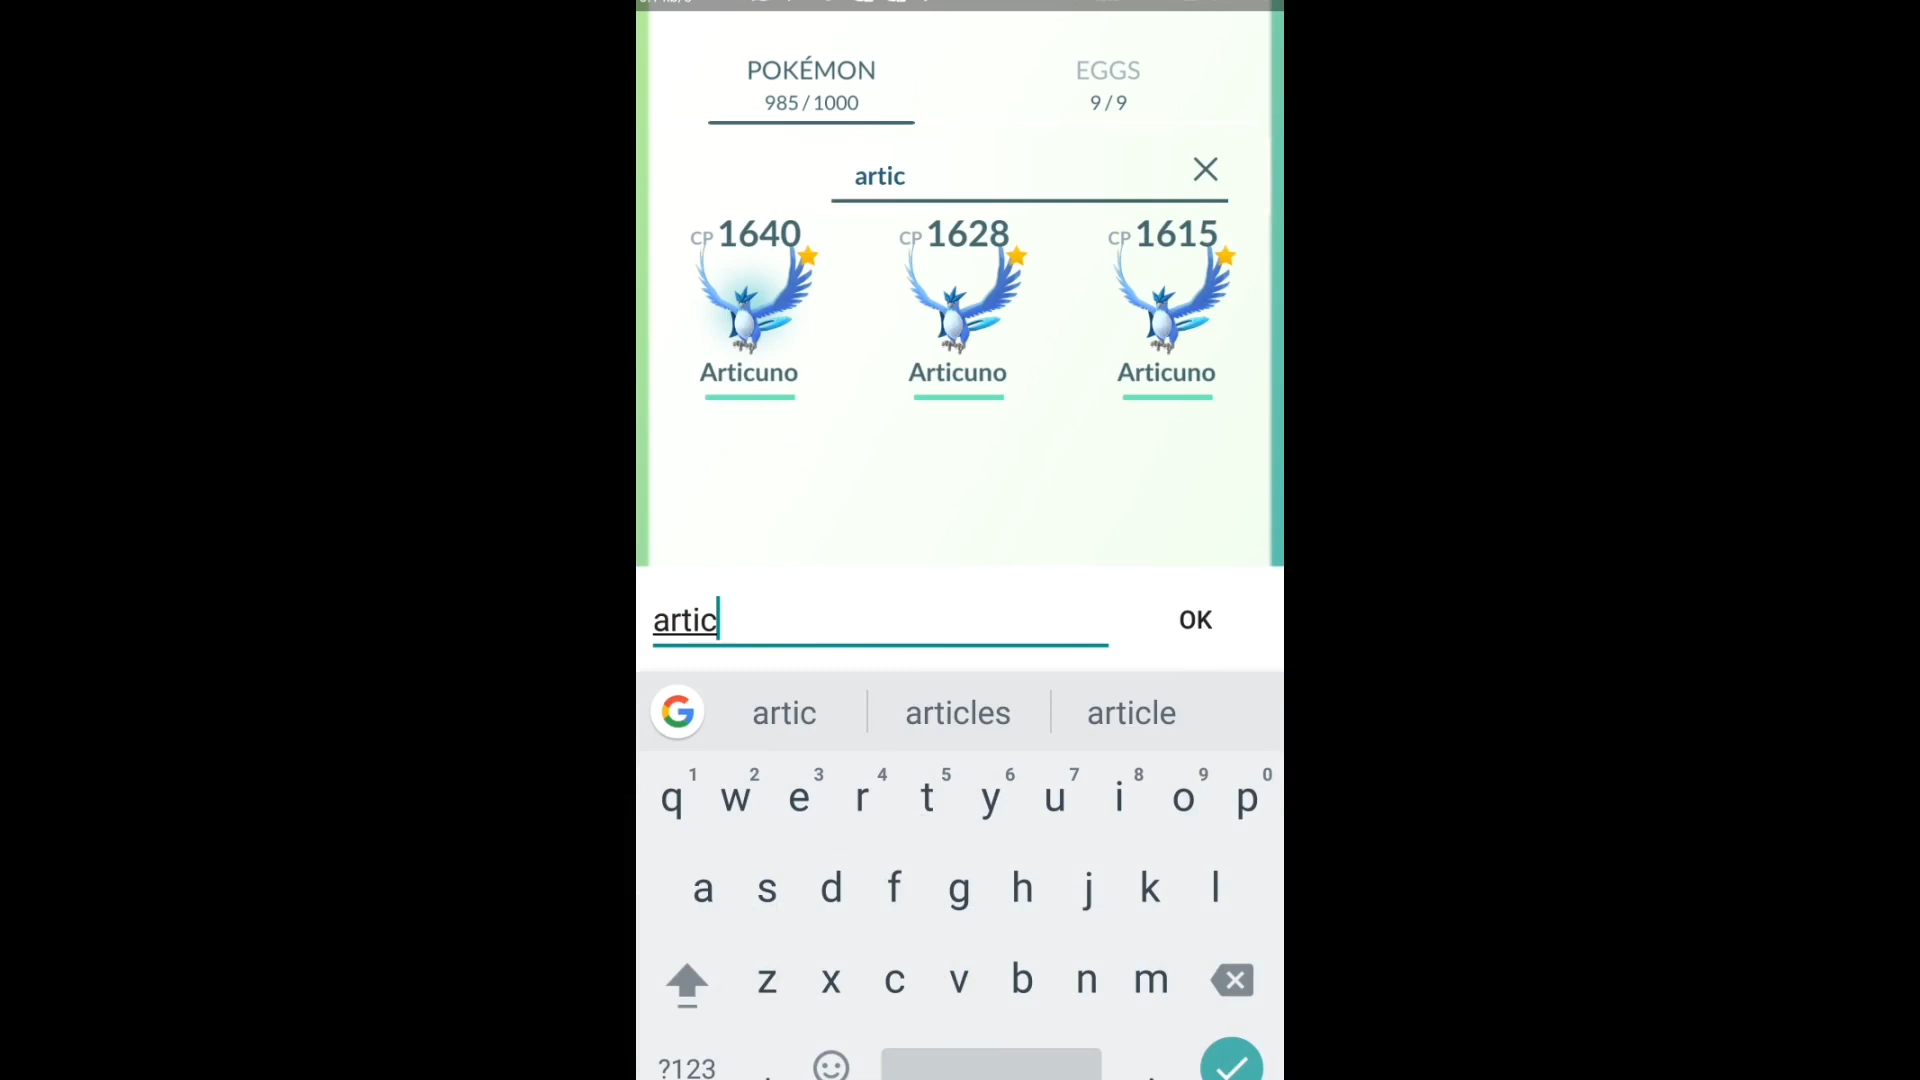 POKÉMON
EGGS
985 / 1000
9 / 9
artic
CP 1640
CP 1628
CP 1615
Articuno
Articuno
Articuno
artic
OK
artic
articles
article
1 2 3 4 5 6 7 8 9 0
q w e r t y u i o p
a s d f g h j k l
z x c v b n m
?123 , .